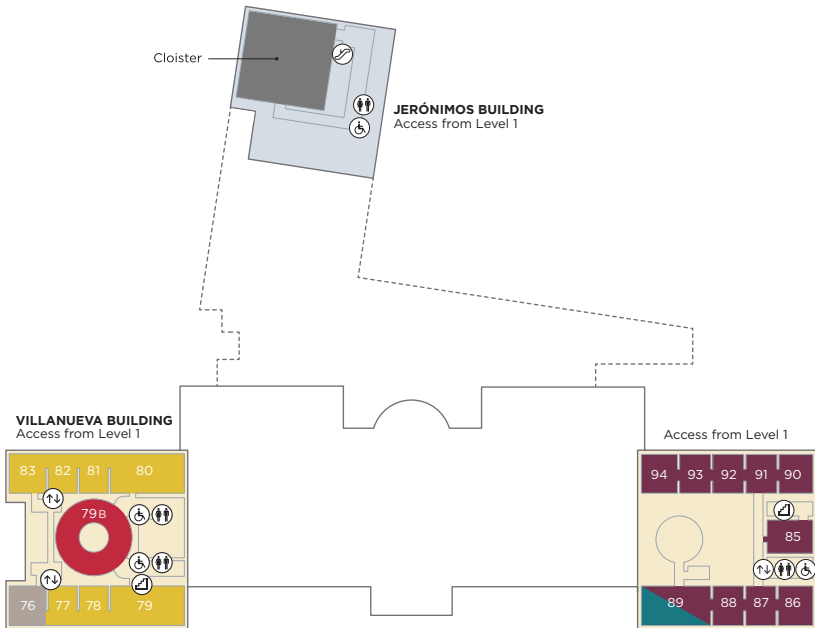 Cloister
JERÓNIMOS BUILDING
Access from Level 1
VILLANUEVA BUILDING
Access from Level 1
Access from Level 1
83 82 81 80
94 93 92 91 90
79B
85
76 77 78 79
89 88 87 86